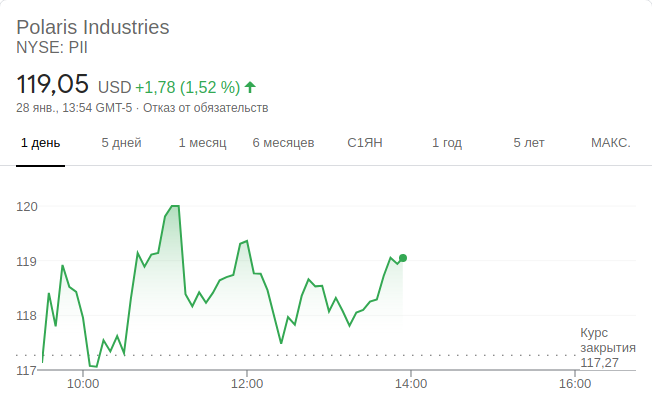 Polaris Industries
NYSE: PII
119,05 USD +1,78 (1,52 %)
28 янв., 13:54 GMT-5 · Отказ от обязательств
1 день 5 дней 1 месяц 6 месяцев С1ЯН 1 год 5 лет МАКС.
120
119
118
117
Курс
закрытия
117,27
10:00 12:00 14:00 16:00